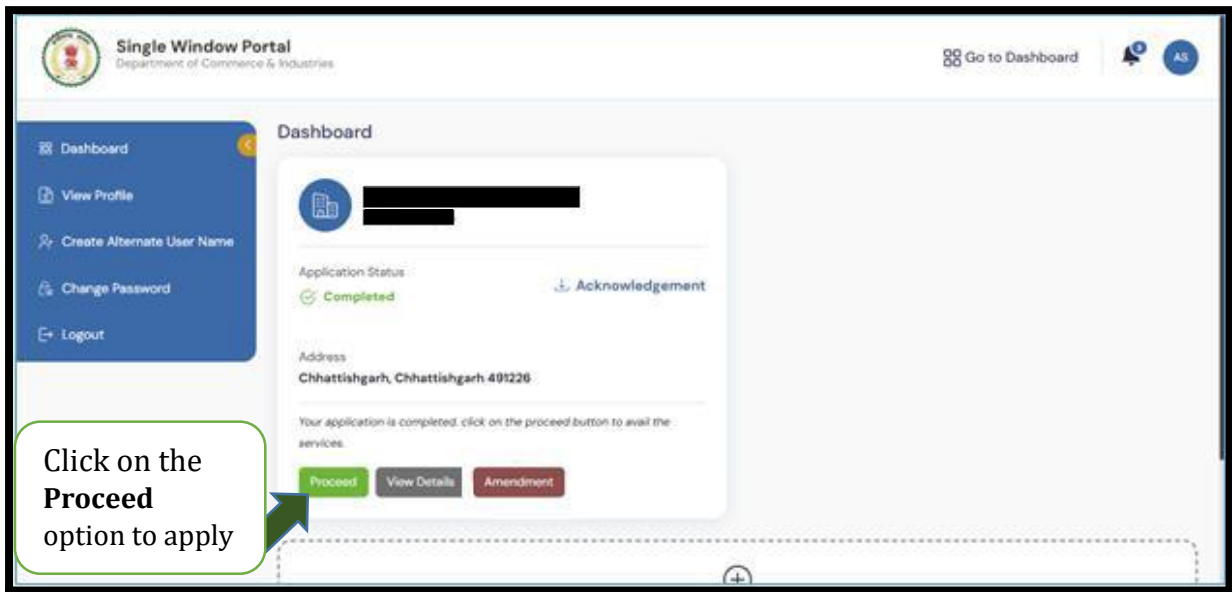 Single Window Portal
Department of Commerce & Industries
Go to Dashboard
AS
Dashboard
View Profile
Create Alternate User Name
Change Password
Logout
Dashboard
Application Status
Completed
Acknowledgement
Address
Chhattishgarh, Chhattishgarh 491226
Your application is completed. click on the proceed button to avail the
services.
Proceed
View Details
Amendment
Click on the
Proceed
option to apply